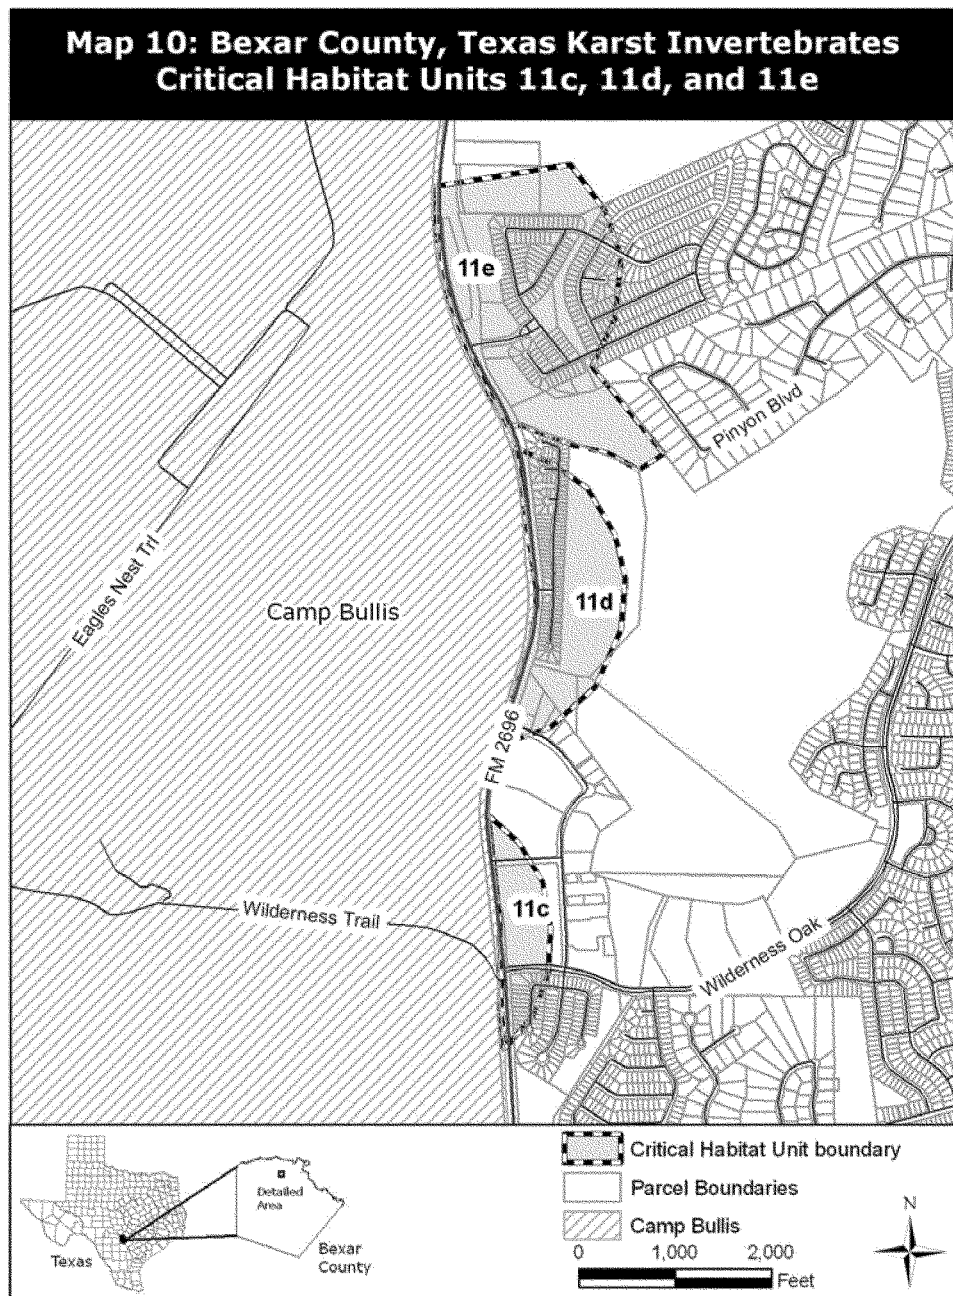 Map 10: Bexar County, Texas Karst Invertebrates
Critical Habitat Units 11c, 11d, and 11e
11e
Pinyon Blvd
Eagles Nest Trl
Camp Bullis
11d
FM 2696
11c
Wilderness Trail
Wilderness Oak
Texas
Detailed
Area
Bexar
County
Critical Habitat Unit boundary
Parcel Boundaries
Camp Bullis
0 1,000 2,000
Feet
N